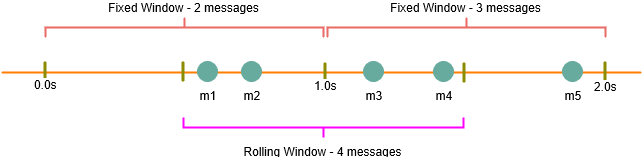 Fixed Window - 2 messages
Fixed Window - 3 messages
0.0s
m1
m2
1.0s
m3
m4
m5
2.0s
Rolling Window - 4 messages